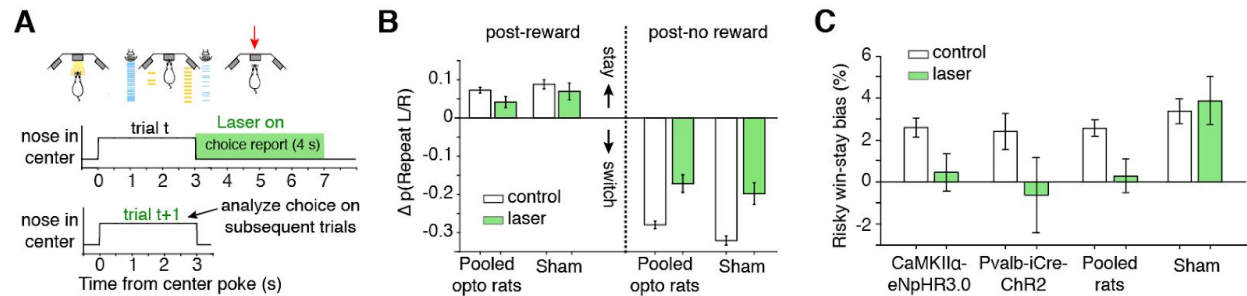 A
trial t
Laser on
choice report (4 s)
nose in
center
0 1 2 3 4 5 6 7
trial t+1
analyze choice on
subsequent trials
nose in
center
0 1 2 3
Time from center poke (s)
B
post-reward
post-no reward
stay
switch
Δ p(Repeat L/R)
0.1
0
-0.1
-0.2
-0.3
control
laser
Pooled
opto rats
Sham
Pooled
opto rats
Sham
C
Risky win-stay bias (%)
6
4
2
0
-2
control
laser
CaMKIIα-
eNpHR3.0
Pvalb-iCre-
ChR2
Pooled
rats
Sham